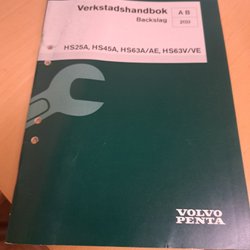 Verkstadshandbok
Backslag
A B
HS25A, HS45A, HS63A/AE, HS63V/VE
VOLVO
PENTA